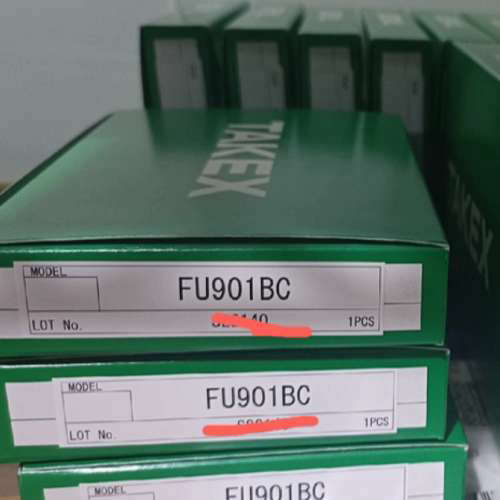 TAKEX
TAKEX
MODEL
FU901BC
LOT No.
1PCS
MODEL
FU901BC
LOT No.
1PCS
MODEL
FU901BC